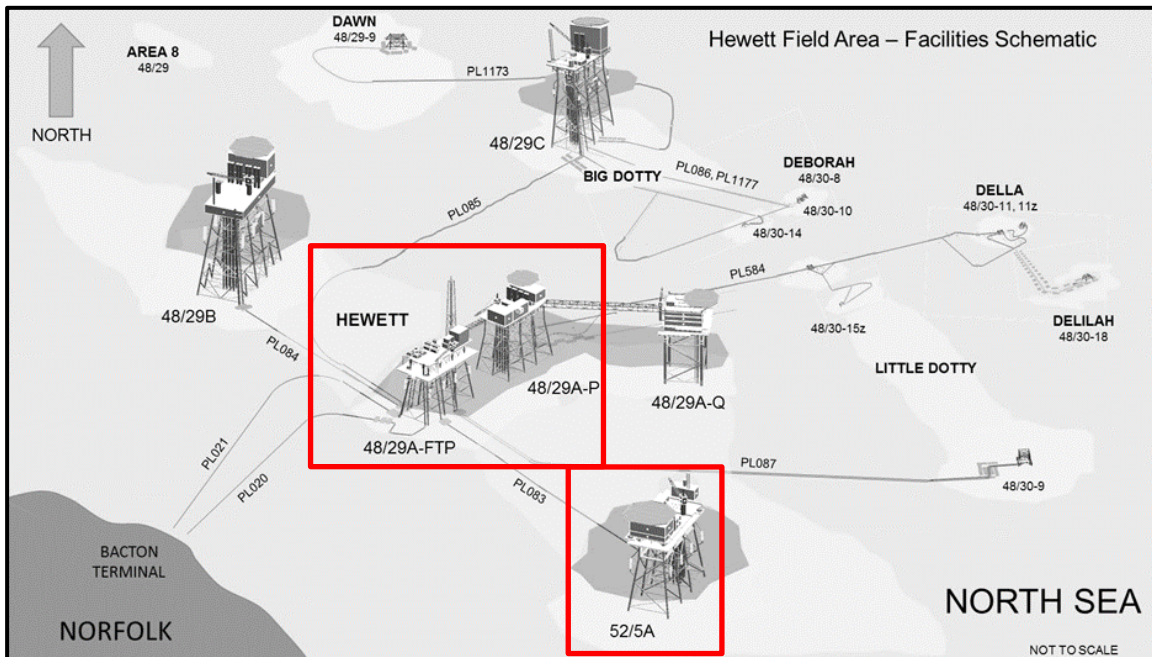 Hewett Field Area – Facilities Schematic
DAWN
48/29-9
AREA 8
48/29
NORTH
PL1173
48/29C
BIG DOTTY
PL086, PL1177
DEBORAH
48/30-8
48/30-10
48/30-14
DELLA
48/30-11, 11z
PL085
PL584
48/29B
HEWETT
48/30-15z
DELILAH
48/30-18
PL084
48/29A-P
48/29A-Q
LITTLE DOTTY
48/29A-FTP
PL021
PL020
PL083
PL087
48/30-9
BACTON
TERMINAL
NORFOLK
52/5A
NORTH SEA
NOT TO SCALE